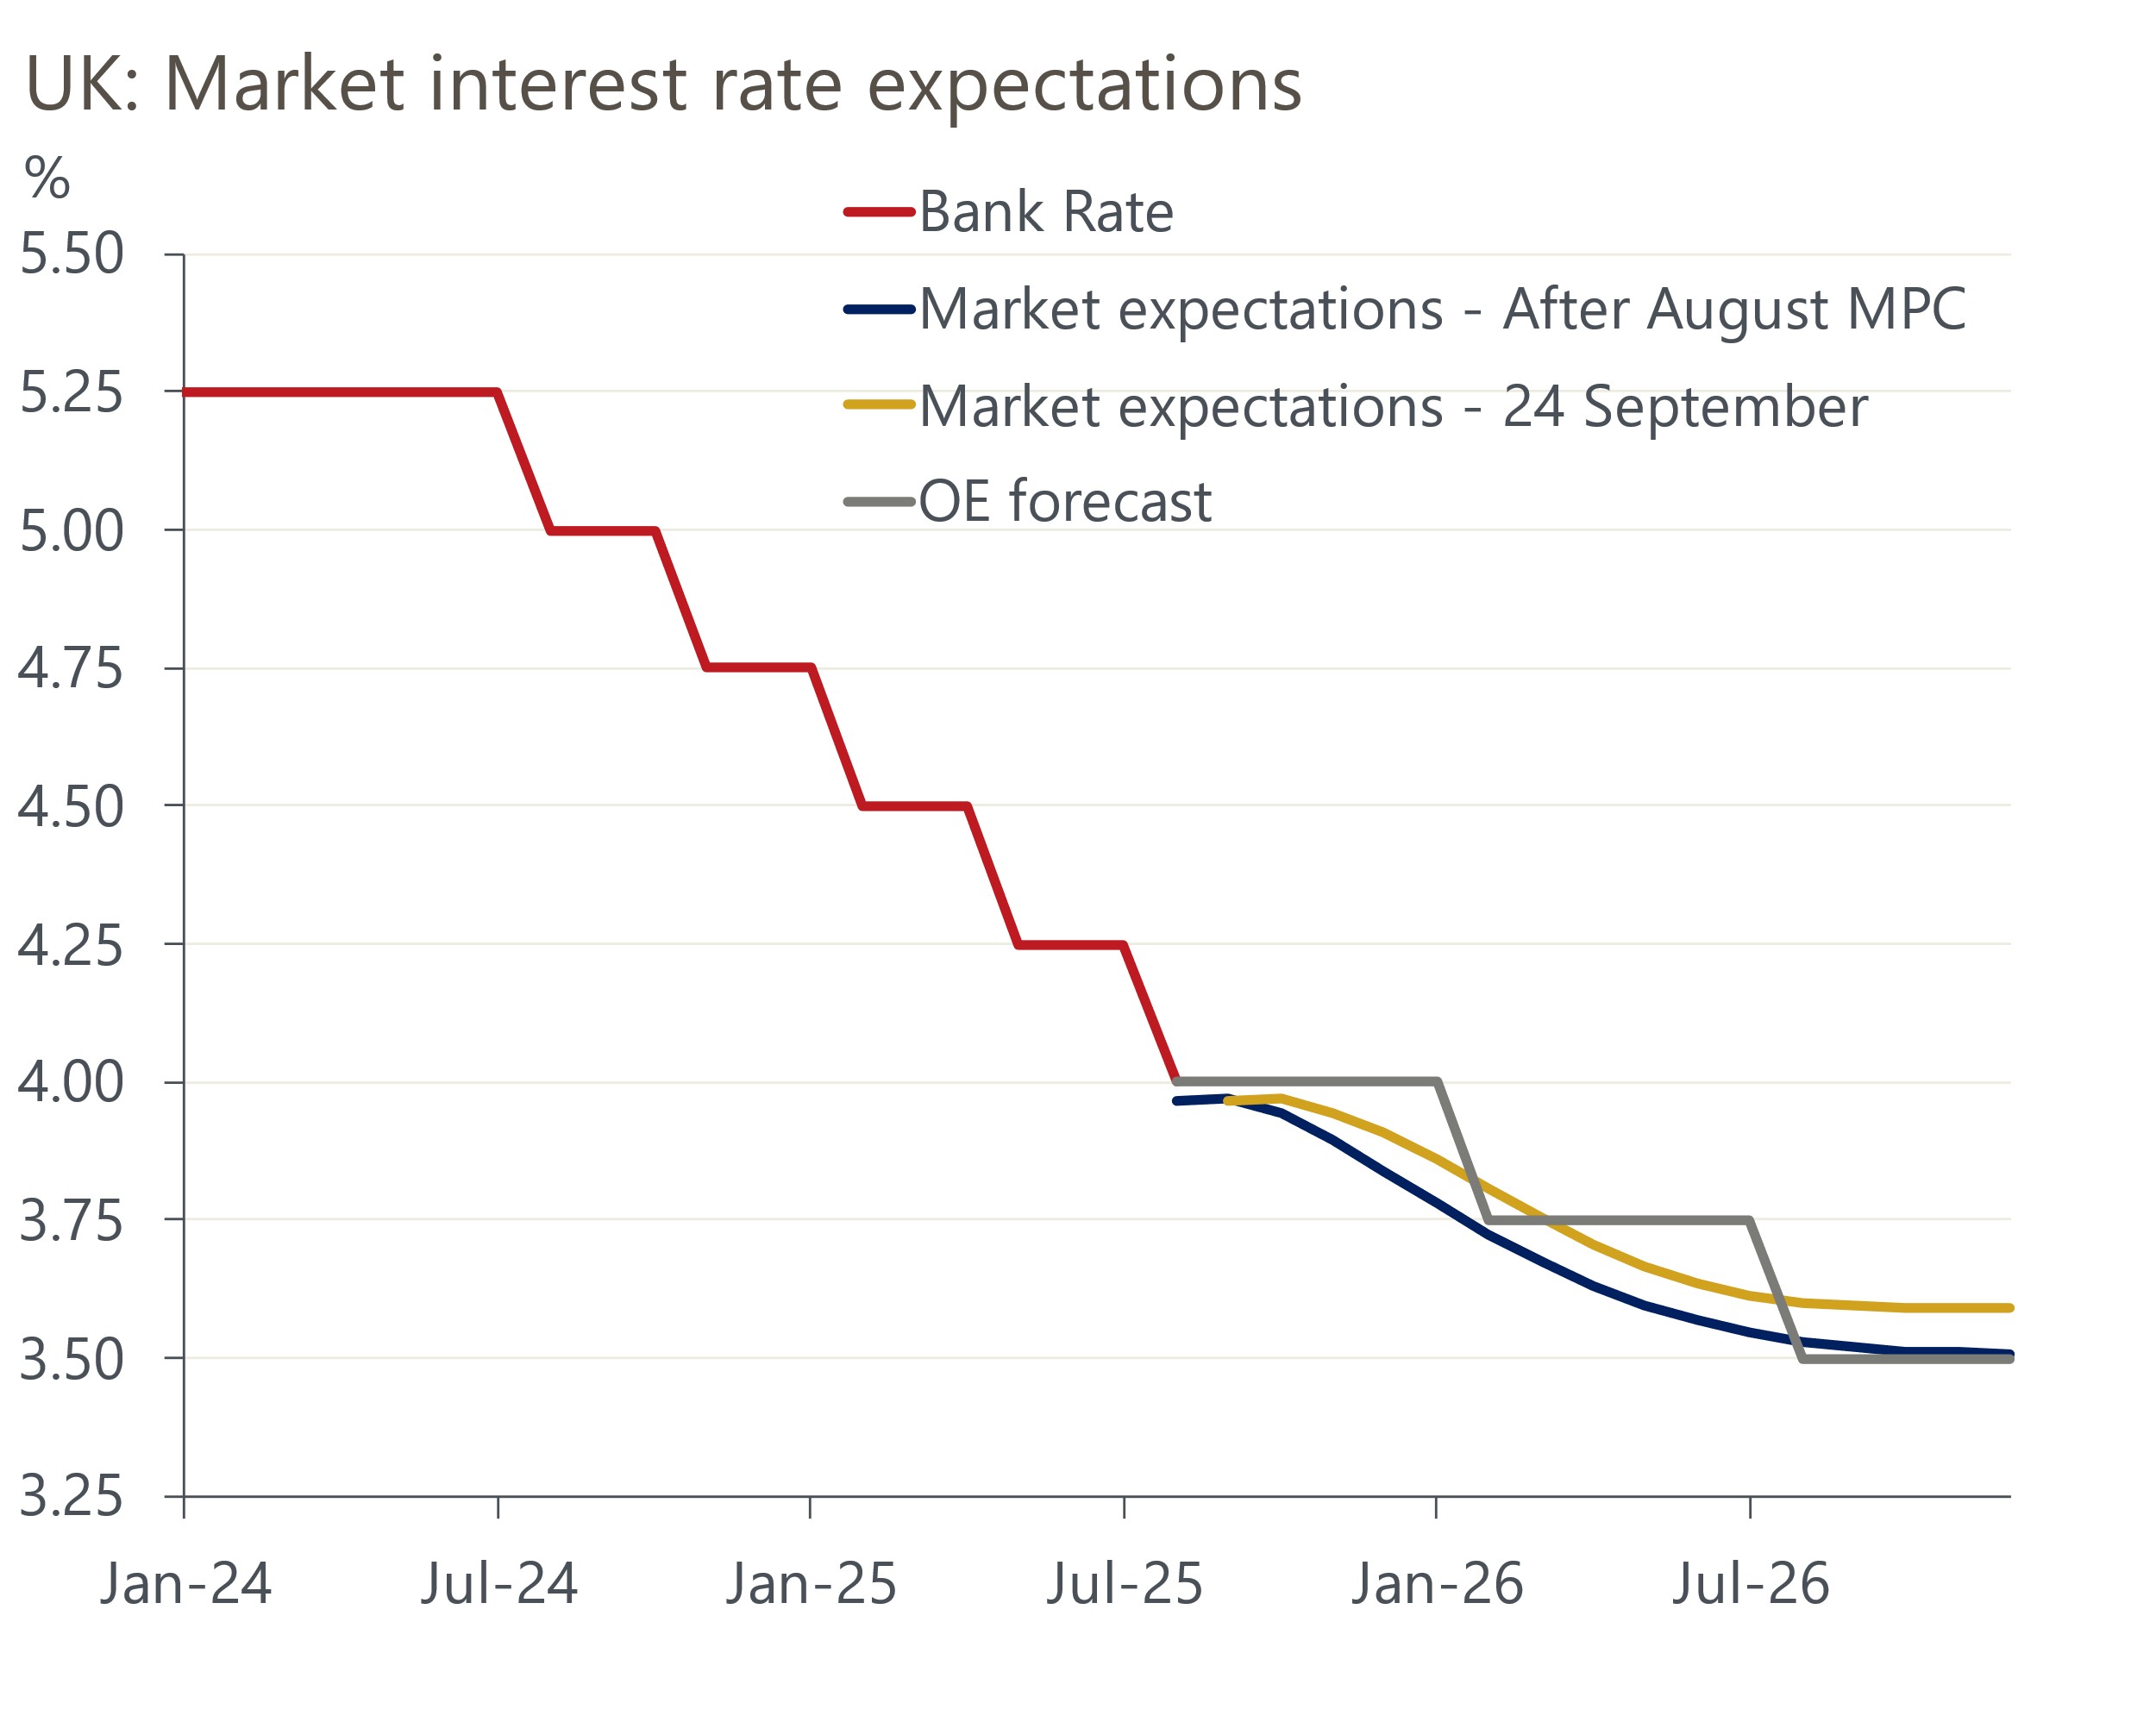 UK: Market interest rate expectations
%
Bank Rate
Market expectations - After August MPC
Market expectations - 24 September
OE forecast
5.50
5.25
5.00
4.75
4.50
4.25
4.00
3.75
3.50
3.25
Jan-24
Jul-24
Jan-25
Jul-25
Jan-26
Jul-26